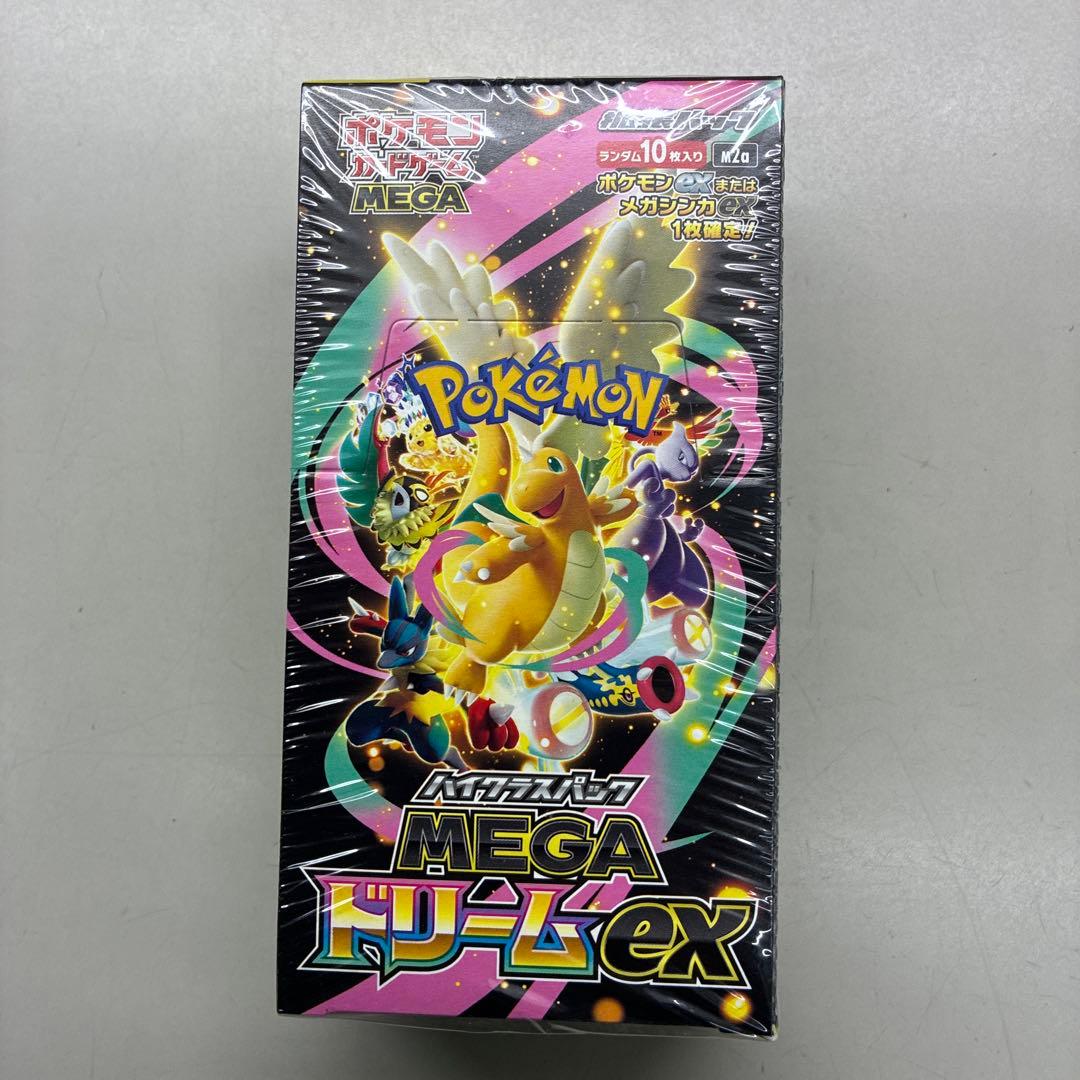 ポケモン
カードゲーム™
MEGA
拡張パック
ランダム10枚入り M2a
ポケモンexまたは
メガシンカex
1枚確定!
POKéMON™
ハイクラスパック
MEGA
ドリームex